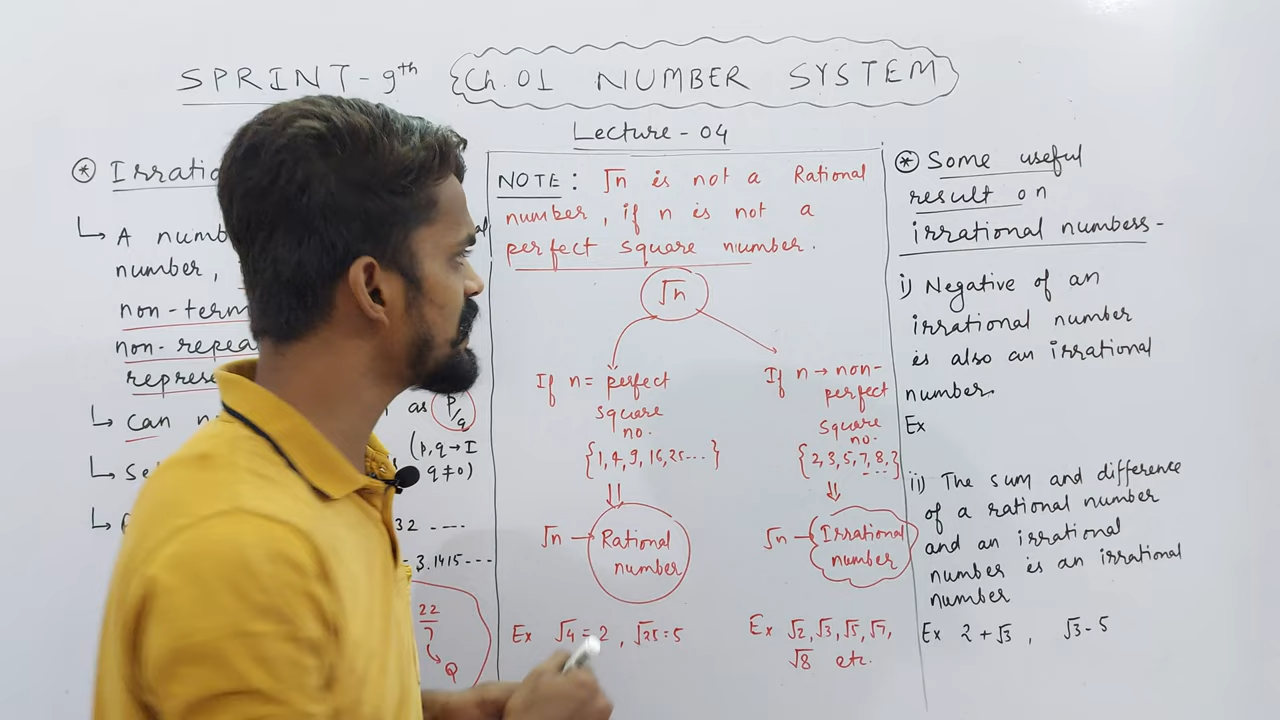 SPRINT-9th Ch.01 NUMBER SYSTEM
Lecture-04
* Irratio
↳ A numb
number,
non-term
non-repea
represe
↳ Can n as p/q
(p,q→I
q≠0)
↳ Se
↳
32 ----
= 3.1415---
22/7
Q
NOTE: √n is not a Rational
number, if n is not a
perfect square number.
√n
If n = perfect
square
no.
{1,4,9,16,25---}
⇓
√n → Rational
number
Ex √4 = 2, √25 = 5
If n → non-
perfect
square
no.
{2,3,5,7,8,}
---
⇓
√n → Irrational
number
Ex √2, √3, √5, √7,
√8 etc.
* Some useful
result on
irrational numbers-
i) Negative of an
irrational number
is also an irrational
number.
Ex
ii) The sum and difference
of a rational number
and an irrational
number is an irrational
number
Ex 2+√3, √3-5